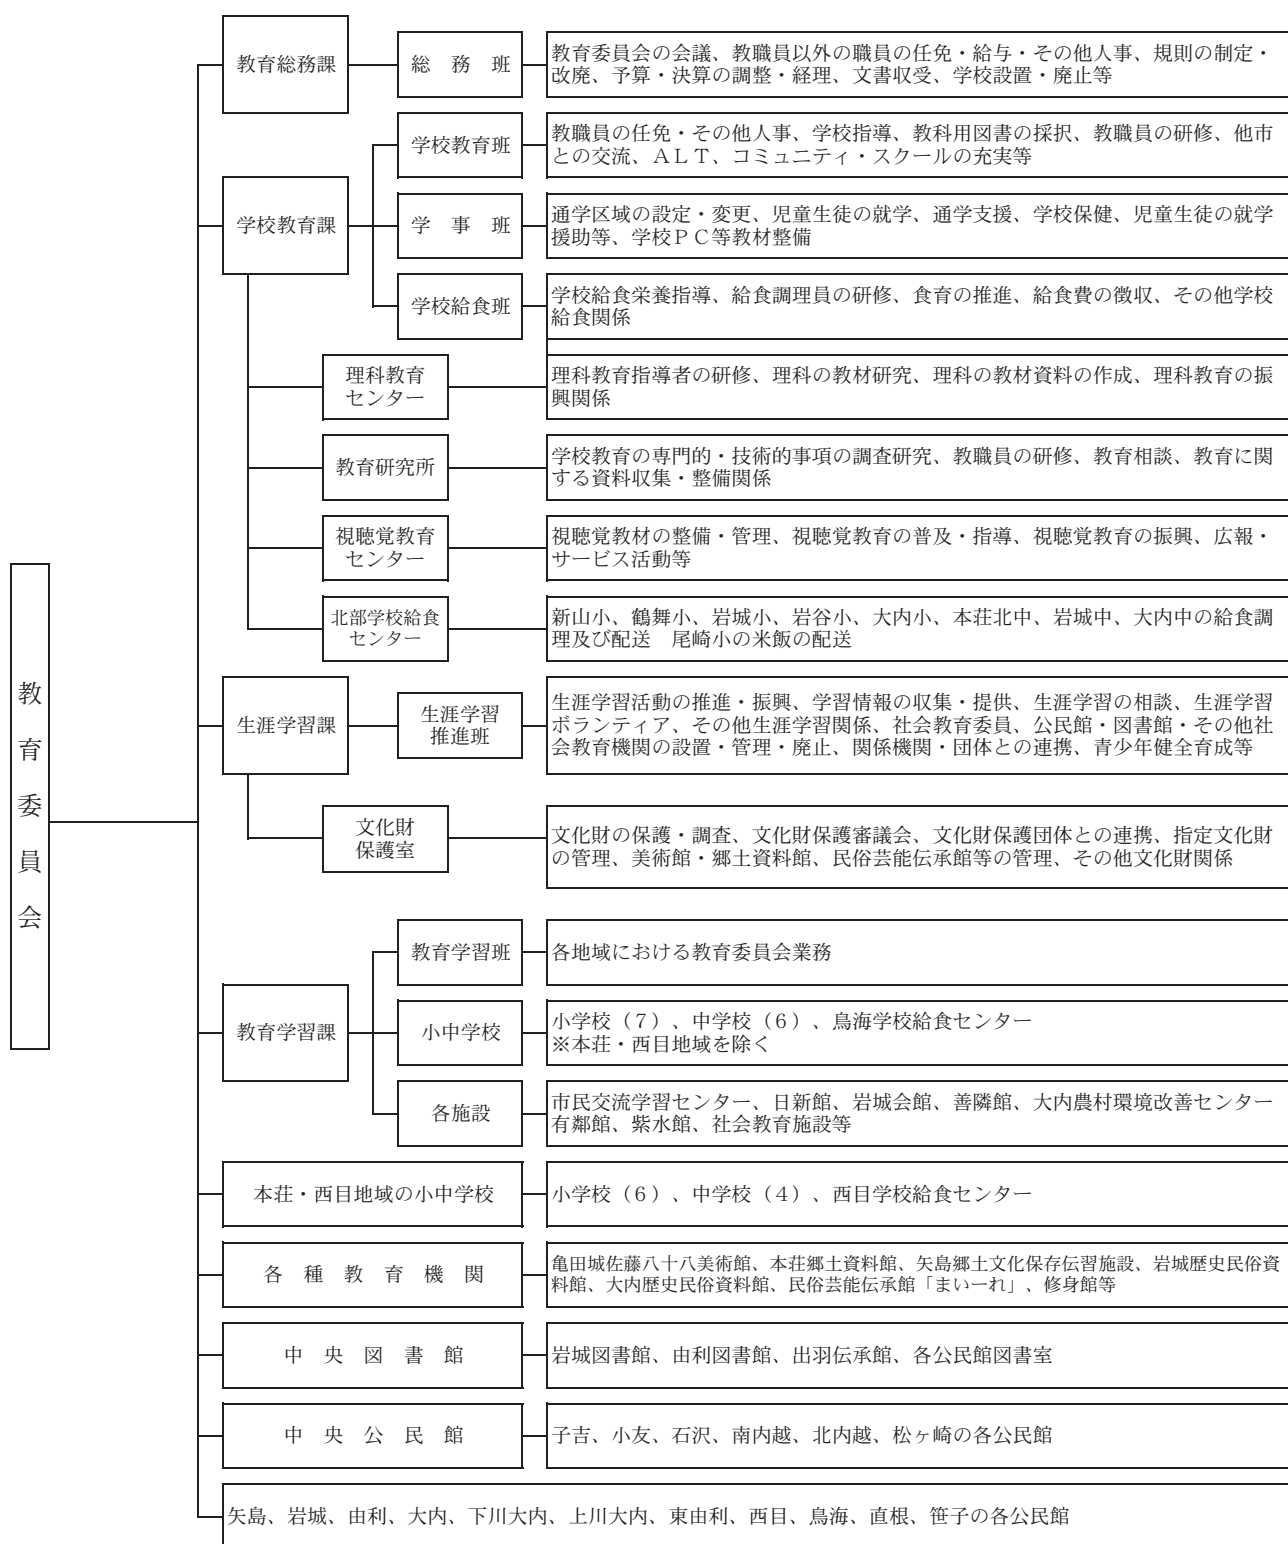 教育委員会
教育総務課
総務班
教育委員会の会議、教職員以外の職員の任免・給与・その他人事、規則の制定・
改廃、予算・決算の調整・経理、文書収受、学校設置・廃止等
学校教育課
学校教育班
教職員の任免・その他人事、学校指導、教科用図書の採択、教職員の研修、他市
との交流、ALT、コミュニティ・スクールの充実等
学事班
通学区域の設定・変更、児童生徒の就学、通学支援、学校保健、児童生徒の就学
援助等、学校PC等教材整備
学校給食班
学校給食栄養指導、給食調理員の研修、食育の推進、給食費の徴収、その他学校
給食関係
理科教育
センター
理科教育指導者の研修、理科の教材研究、理科の教材資料の作成、理科教育の振
興関係
教育研究所
学校教育の専門的・技術的事項の調査研究、教職員の研修、教育相談、教育に関
する資料収集・整備関係
視聴覚教育
センター
視聴覚教材の整備・管理、視聴覚教育の普及・指導、視聴覚教育の振興、広報・
サービス活動等
北部学校給食
センター
新山小、鶴舞小、岩城小、岩谷小、大内小、本荘北中、岩城中、大内中の給食調
理及び配送　尾崎小の米飯の配送
生涯学習課
生涯学習
推進班
生涯学習活動の推進・振興、学習情報の収集・提供、生涯学習の相談、生涯学習
ボランティア、その他生涯学習関係、社会教育委員、公民館・図書館・その他社
会教育機関の設置・管理・廃止、関係機関・団体との連携、青少年健全育成等
文化財
保護室
文化財の保護・調査、文化財保護審議会、文化財保護団体との連携、指定文化財
の管理、美術館・郷土資料館、民俗芸能伝承館等の管理、その他文化財関係
教育学習課
教育学習班
各地域における教育委員会業務
小中学校
小学校（7）、中学校（6）、鳥海学校給食センター
※本荘・西目地域を除く
各施設
市民交流学習センター、日新館、岩城会館、善隣館、大内農村環境改善センター
有鄰館、紫水館、社会教育施設等
本荘・西目地域の小中学校
小学校（6）、中学校（4）、西目学校給食センター
各種教育機関
亀田城佐藤八十八美術館、本荘郷土資料館、矢島郷土文化保存伝習施設、岩城歴史民俗資
料館、大内歴史民俗資料館、民俗芸能伝承館「まいーれ」、修身館等
中央図書館
岩城図書館、由利図書館、出羽伝承館、各公民館図書室
中央公民館
子吉、小友、石沢、南内越、北内越、松ヶ崎の各公民館
矢島、岩城、由利、大内、下川大内、上川大内、東由利、西目、鳥海、直根、笹子の各公民館